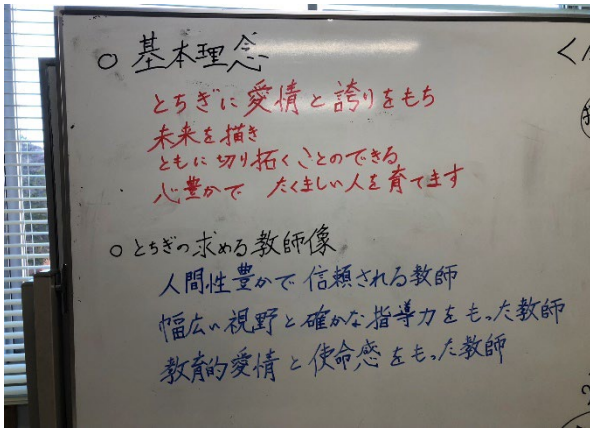 ○ 基本理念
とちぎに愛情と誇りをもち
未来を描き
ともに切り拓くことのできる
心豊かで たくましい人を育てます
○ とちぎの求める教師像
人間性豊かで信頼される教師
幅広い視野と確かな指導力をもった教師
教育的愛情と使命感をもった教師